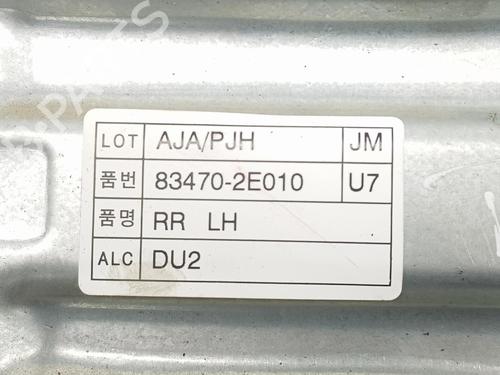 LOT AJA/PJH JM
품번 83470-2E010 U7
품명 RR LH
ALC DU2